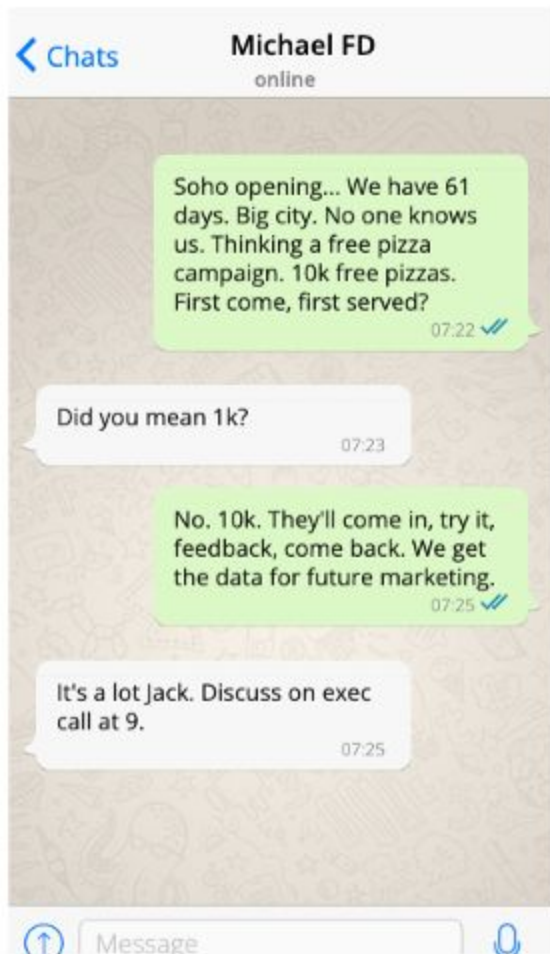 Chats
Michael FD
online
Soho opening... We have 61
days. Big city. No one knows
us. Thinking a free pizza
campaign. 10k free pizzas.
First come, first served?
07:22
Did you mean 1k?
07:23
No. 10k. They'll come in, try it,
feedback, come back. We get
the data for future marketing.
07:25
It's a lot Jack. Discuss on exec
call at 9.
07:25
Message